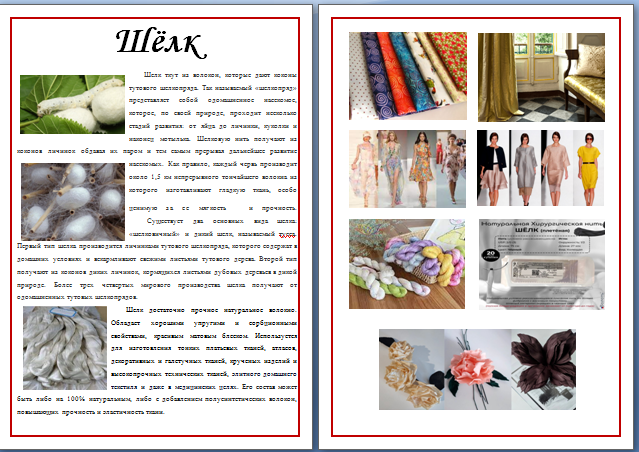 Шёлк
Шелк ткут из волокон, которые дают коконы
тутового шелкопряда. Так называемый «шелкопряд»
представляет собой одомашненное насекомое,
которое, по своей природе, проходит несколько
стадий развития: от яйца до личинки, куколки и
наконец, мотылька. Шелковую нить получают из
коконов личинок обдавая их паром и тем самым прерывая дальнейшее развитие
насекомых. Как правило, каждый червь производит
около 1,5 км непрерывного тончайшего волокна из
которого изготавливают гладкую ткань, особо
ценимую за ее мягкость и прочность.
Существует два основных вида шелка:
«шелковичный» и дикий шелк, называемый
Первый тип шелка производится личинками тутового шелкопряда, которого содержат в
домашних условиях и вскармливают свежими листьями тутового дерева. Второй тип
получают из коконов диких личинок, кормящихся листьями дубовых деревьев в дикой
природе. Более трех четвертых мирового производства шелка получают от
одомашненных тутовых шелкопрядов.
Шелк достаточно прочное натуральное волокно.
Обладает хорошими упругими и сорбционными
свойствами, красивым матовым блеском. Используется
для изготовления тонких платьевых тканей, атласов,
декоративных и галстучных тканей, крученых изделий и
высокопрочных технических тканей, элитного домашнего
текстиля и даже в медицинских целях. Его состав может
быть либо на 100% натуральным, либо с добавлением полусинтетических волокон,
повышающих прочность и эластичность ткани.
Натуральная Хирургическая нить
ШЁЛК (плетёная)
20